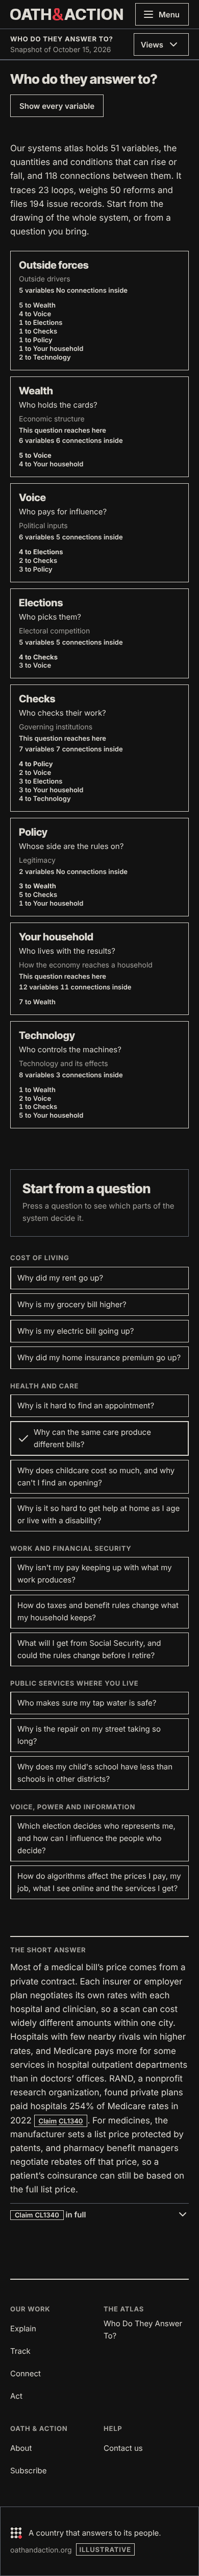 OATH&ACTION
Menu
WHO DO THEY ANSWER TO?
Snapshot of October 15, 2026
Views
Who do they answer to?
Show every variable
Our systems atlas holds 51 variables, the
quantities and conditions that can rise or
fall, and 118 connections between them. It
traces 23 loops, weighs 50 reforms and
files 194 issue records. Start from the
drawing of the whole system, or from a
question you bring.
Outside forces
Outside drivers
5 variables No connections inside
5 to Wealth
4 to Voice
1 to Elections
1 to Checks
1 to Policy
1 to Your household
2 to Technology
Wealth
Who holds the cards?
Economic structure
This question reaches here
6 variables 6 connections inside
5 to Voice
4 to Your household
Voice
Who pays for influence?
Political inputs
6 variables 5 connections inside
4 to Elections
2 to Checks
3 to Policy
Elections
Who picks them?
Electoral competition
5 variables 5 connections inside
4 to Checks
3 to Voice
Checks
Who checks their work?
Governing institutions
This question reaches here
7 variables 7 connections inside
4 to Policy
2 to Voice
3 to Elections
3 to Your household
4 to Technology
Policy
Whose side are the rules on?
Legitimacy
2 variables No connections inside
3 to Wealth
5 to Checks
1 to Your household
Your household
Who lives with the results?
How the economy reaches a household
This question reaches here
12 variables 11 connections inside
7 to Wealth
Technology
Who controls the machines?
Technology and its effects
8 variables 3 connections inside
1 to Wealth
2 to Voice
1 to Checks
5 to Your household
Start from a question
Press a question to see which parts of the
system decide it.
COST OF LIVING
Why did my rent go up?
Why is my grocery bill higher?
Why is my electric bill going up?
Why did my home insurance premium go up?
HEALTH AND CARE
Why is it hard to find an appointment?
Why can the same care produce
different bills?
Why does childcare cost so much, and why
can't I find an opening?
Why is it so hard to get help at home as I age
or live with a disability?
WORK AND FINANCIAL SECURITY
Why isn't my pay keeping up with what my
work produces?
How do taxes and benefit rules change what
my household keeps?
What will I get from Social Security, and
could the rules change before I retire?
PUBLIC SERVICES WHERE YOU LIVE
Who makes sure my tap water is safe?
Why is the repair on my street taking so
long?
Why does my child's school have less than
schools in other districts?
VOICE, POWER AND INFORMATION
Which election decides who represents me,
and how can I influence the people who
decide?
How do algorithms affect the prices I pay, my
job, what I see online and the services I get?
THE SHORT ANSWER
Most of a medical bill's price comes from a
private contract. Each insurer or employer
plan negotiates its own rates with each
hospital and clinician, so a scan can cost
widely different amounts within one city.
Hospitals with few nearby rivals win higher
rates, and Medicare pays more for some
services in hospital outpatient departments
than in doctors' offices. RAND, a nonprofit
research organization, found private plans
paid hospitals 254% of Medicare rates in
2022 Claim CL1340. For medicines, the
manufacturer sets a list price protected by
patents, and pharmacy benefit managers
negotiate rebates off that price, so a
patient's coinsurance can still be based on
the full list price.
Claim CL1340 in full
OUR WORK
Explain
Track
Connect
Act
THE ATLAS
Who Do They Answer
To?
OATH & ACTION
About
Subscribe
HELP
Contact us
A country that answers to its people.
oathandaction.org ILLUSTRATIVE